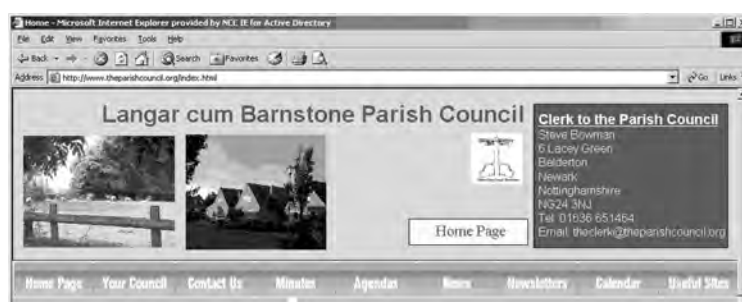 Home - Microsoft Internet Explorer provided by NCC IE for Active Directory
File Edit View Favorites Tools Help
Back Search Favorites
Address http://www.theparishcouncil.org/index.html Go Links
Langar cum Barnstone Parish Council
Clerk to the Parish Council
Steve Bowman
6 Lacey Green
Balderton
Newark
Nottinghamshire
NG24 3NJ
Tel: 01636 651464
Email: theclerk@theparishcouncil.org
Home Page
Home Page Your Council Contact Us Minutes Agendas News Newsletters Calendar Useful Sites